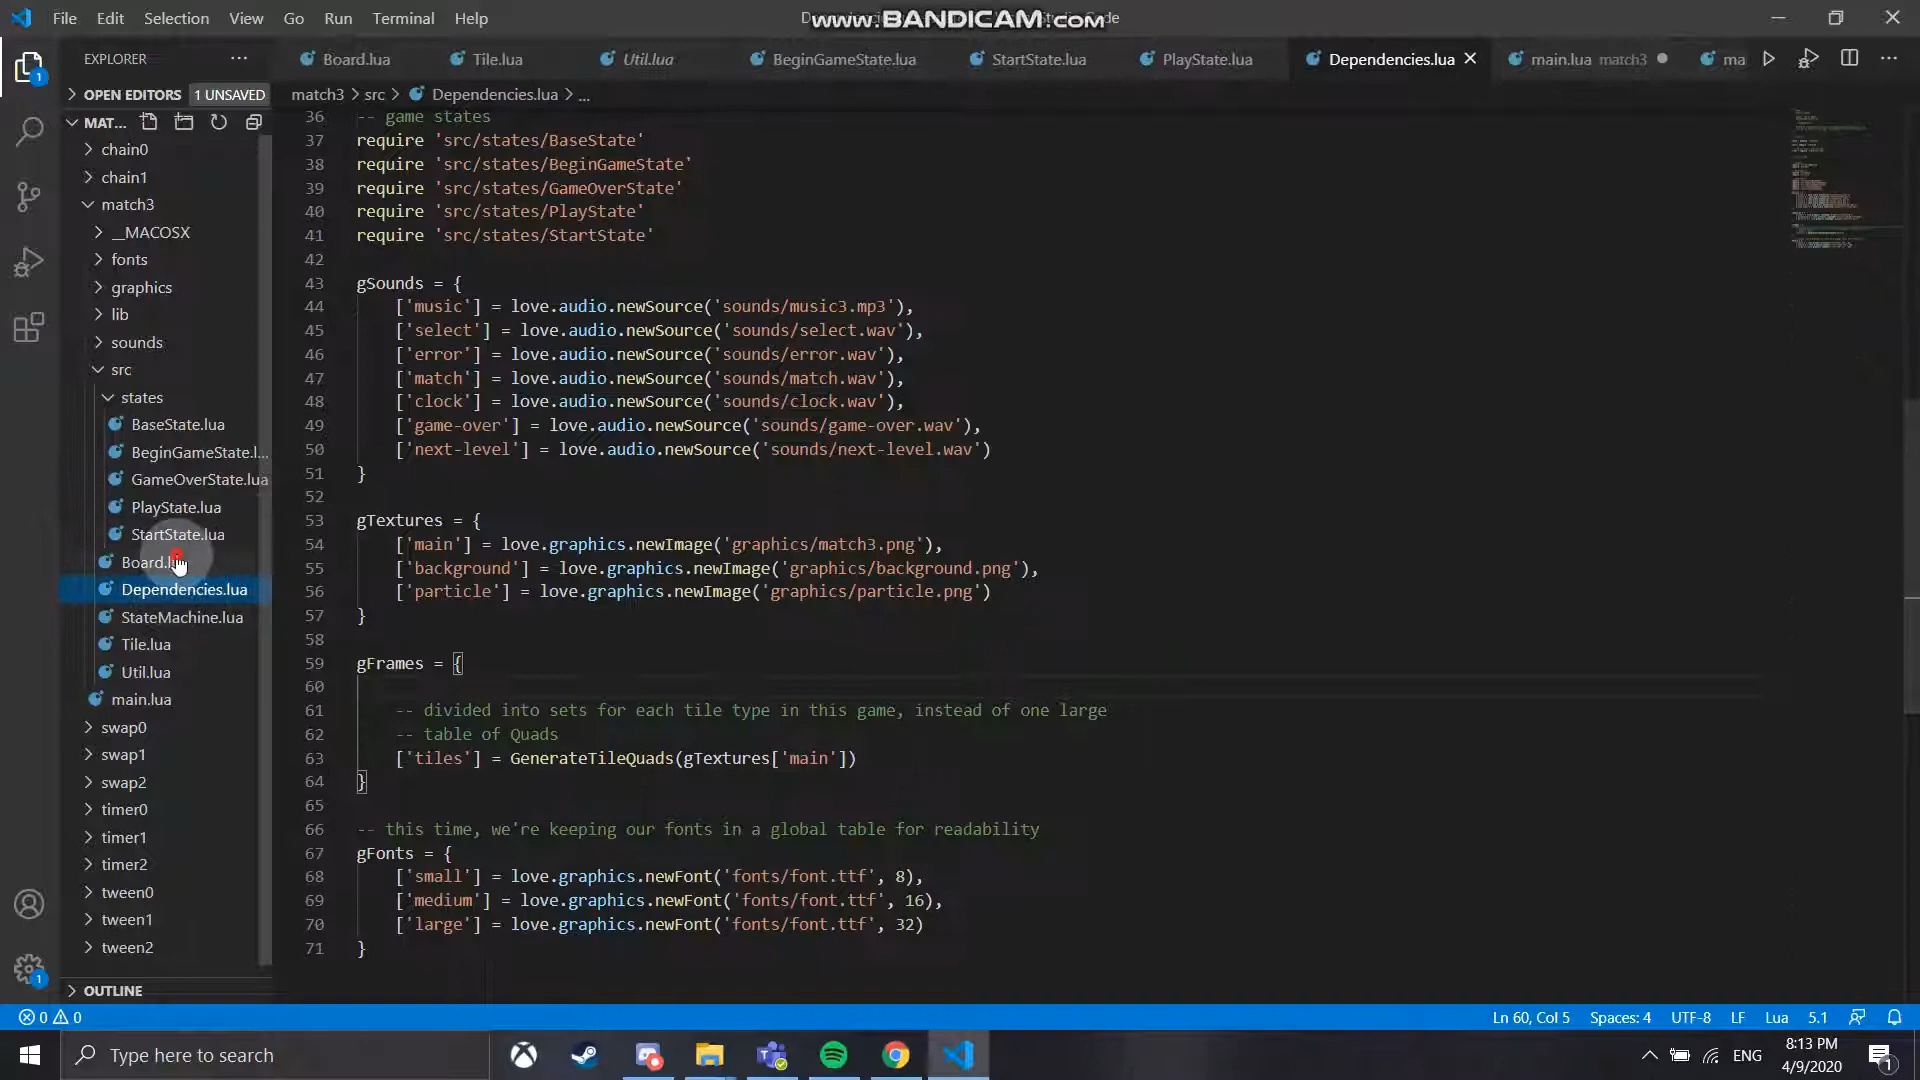 File Edit Selection View Go Run Terminal Help
www.BANDICAM.com
EXPLORER
Board.lua Tile.lua Util.lua BeginGameState.lua StartState.lua PlayState.lua Dependencies.lua main.lua match3 ma
OPEN EDITORS 1 UNSAVED
match3 > src > Dependencies.lua > ...
MAT...
chain0
chain1
match3
__MACOSX
fonts
graphics
lib
sounds
src
states
BaseState.lua
BeginGameState.l...
GameOverState.lua
PlayState.lua
StartState.lua
Dependencies.lua
StateMachine.lua
Tile.lua
Util.lua
main.lua
swap0
swap1
swap2
timer0
timer1
timer2
tween0
tween1
tween2
OUTLINE
36 -- game states
37 require 'src/states/BaseState'
38 require 'src/states/BeginGameState'
39 require 'src/states/GameOverState'
40 require 'src/states/PlayState'
41 require 'src/states/StartState'
42
43 gSounds = {
44 ['music'] = love.audio.newSource('sounds/music3.mp3'),
45 ['select'] = love.audio.newSource('sounds/select.wav'),
46 ['error'] = love.audio.newSource('sounds/error.wav'),
47 ['match'] = love.audio.newSource('sounds/match.wav'),
48 ['clock'] = love.audio.newSource('sounds/clock.wav'),
49 ['game-over'] = love.audio.newSource('sounds/game-over.wav'),
50 ['next-level'] = love.audio.newSource('sounds/next-level.wav')
51 }
52
53 gTextures = {
54 ['main'] = love.graphics.newImage('graphics/match3.png'),
55 ['background'] = love.graphics.newImage('graphics/background.png'),
56 ['particle'] = love.graphics.newImage('graphics/particle.png')
57 }
58
59 gFrames = {
60
61 -- divided into sets for each tile type in this game, instead of one large
62 -- table of Quads
63 ['tiles'] = GenerateTileQuads(gTextures['main'])
64 }
65
66 -- this time, we're keeping our fonts in a global table for readability
67 gFonts = {
68 ['small'] = love.graphics.newFont('fonts/font.ttf', 8),
69 ['medium'] = love.graphics.newFont('fonts/font.ttf', 16),
70 ['large'] = love.graphics.newFont('fonts/font.ttf', 32)
71 }
0 0
Ln 60, Col 5 Spaces: 4 UTF-8 LF Lua 5.1
Type here to search
ENG
8:13 PM
4/9/2020